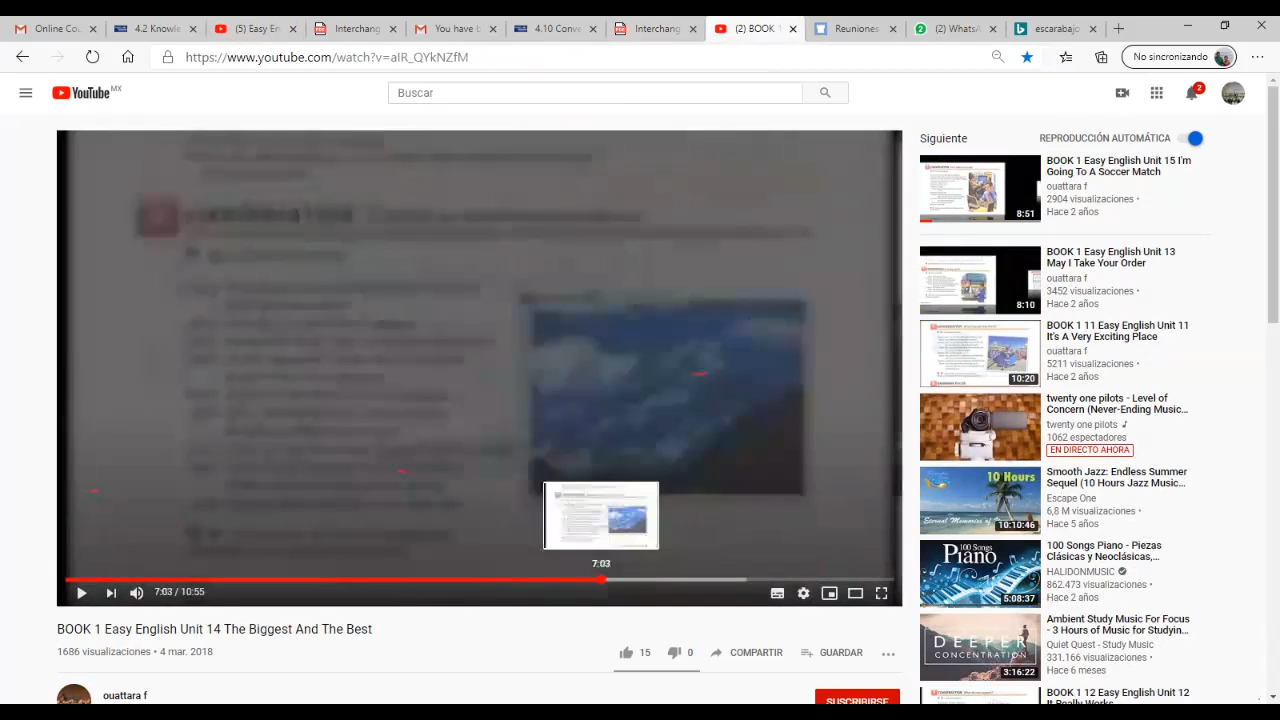 Online Cou
4.2 Knowle
(5) Easy En
Interchang
You have b
4.10 Conve
Interchang
(2) BOOK 1
Reuniones
(2) WhatsA
escarabajo
https://www.youtube.com/watch?v=aIR_QYkNZfM
No sincronizando
YouTube MX
Buscar
2
Siguiente
REPRODUCCIÓN AUTOMÁTICA
BOOK 1 Easy English Unit 15 I'm
Going To A Soccer Match
ouattara f
2904 visualizaciones •
Hace 2 años
8:51
BOOK 1 Easy English Unit 13
May I Take Your Order
ouattara f
3452 visualizaciones •
Hace 2 años
8:10
BOOK 1 11 Easy English Unit 11
It's A Very Exciting Place
ouattara f
5211 visualizaciones •
Hace 2 años
10:20
twenty one pilots - Level of
Concern (Never-Ending Music...
twenty one pilots
1062 espectadores
EN DIRECTO AHORA
Smooth Jazz: Endless Summer
Sequel (10 Hours Jazz Music...
Escape One
6,8 M visualizaciones •
Hace 5 años
10 Hours
10:10:46
100 Songs Piano - Piezas
Clásicas y Neoclásicas,...
HALIDONMUSIC
862.473 visualizaciones •
Hace 2 años
100 Songs
Piano
5:08:37
Ambient Study Music For Focus
- 3 Hours of Music for Studyin...
Quiet Quest - Study Music
331.166 visualizaciones •
Hace 6 meses
DEEPER
CONCENTRATION
3:16:22
BOOK 1 12 Easy English Unit 12
It Really Works
7:03
7:03 / 10:55
BOOK 1 Easy English Unit 14 The Biggest And The Best
1686 visualizaciones • 4 mar. 2018
15
0
COMPARTIR
GUARDAR
ouattara f
SUSCRIBIRSE